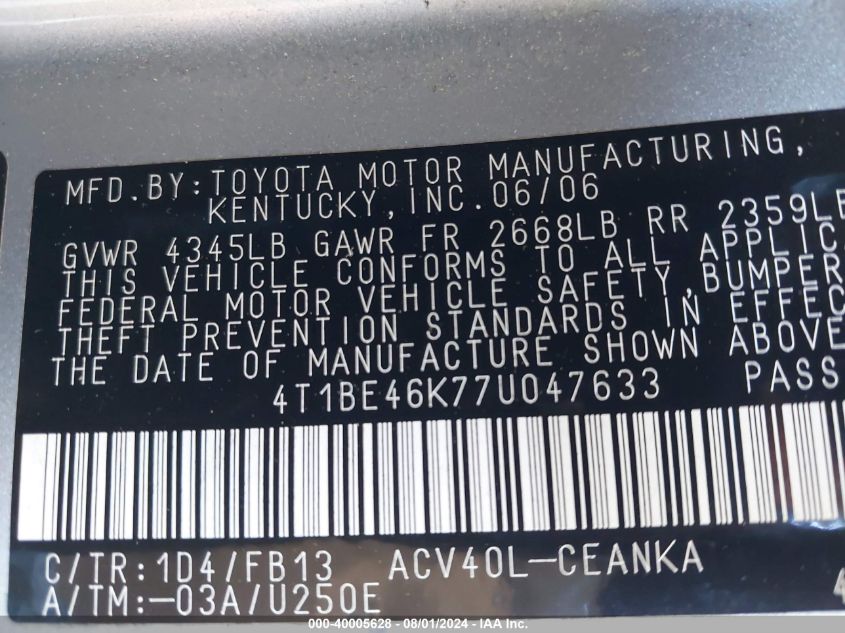 MFD.BY:TOYOTA MOTOR MANUFACTURING,
KENTUCKY,INC.06/06
GVWR 4345LB GAWR FR 2668LB RR 2359LB
THIS VEHICLE CONFORMS TO ALL APPLIC
FEDERAL MOTOR VEHICLE SAFETY,BUMPER
THEFT PREVENTION STANDARDS IN EFFEC
THE DATE OF MANUFACTURE SHOWN ABOVE
4T1BE46K77U047633 PASS
C/TR:1D4/FB13 ACV40L-CEANKA
A/TM:-03A/U250E 4
000-40005628 - 08/01/2024 - IAA Inc.